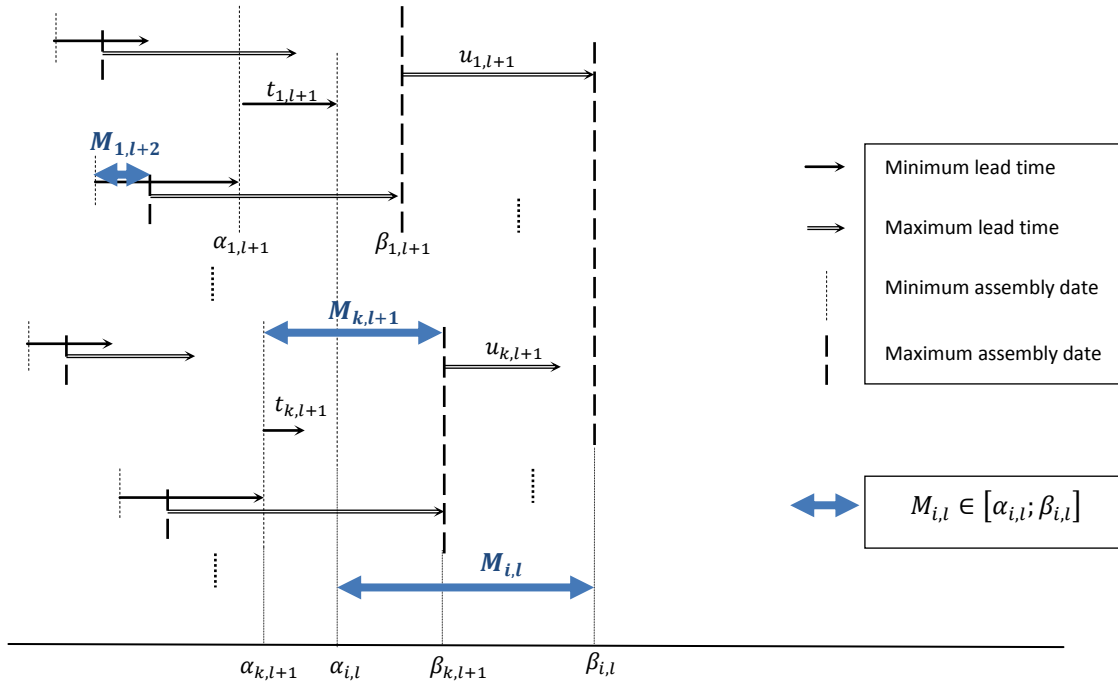 u₁,ₗ₊₁
t₁,ₗ₊₁
M₁,ₗ₊₂
α₁,ₗ₊₁
β₁,ₗ₊₁
Mₖ,ₗ₊₁
uₖ,ₗ₊₁
tₖ,ₗ₊₁
Mᵢ,ₗ
αₖ,ₗ₊₁
αᵢ,ₗ
βₖ,ₗ₊₁
βᵢ,ₗ
Minimum lead time
Maximum lead time
Minimum assembly date
Maximum assembly date
Mᵢ,ₗ ∈ [αᵢ,ₗ; βᵢ,ₗ]